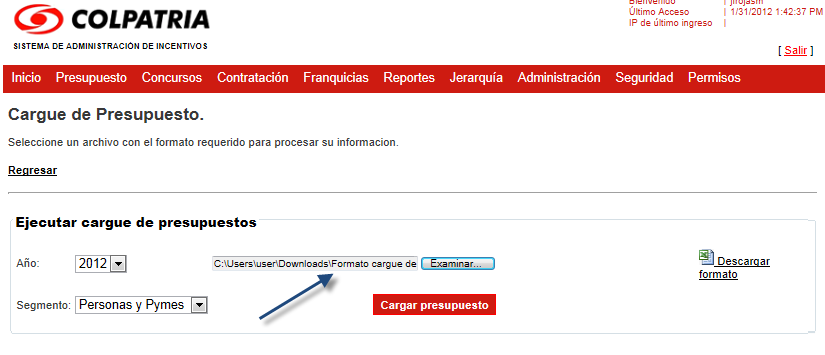 COLPATRIA
SISTEMA DE ADMINISTRACIÓN DE INCENTIVOS
Bienvenido | jrojasm
Último Acceso | 1/31/2012 1:42:37 PM
IP de último ingreso |
[ Salir ]
Inicio Presupuesto Concursos Contratación Franquicias Reportes Jerarquía Administración Seguridad Permisos
Cargue de Presupuesto.
Seleccione un archivo con el formato requerido para procesar su informacion.
Regresar
Ejecutar cargue de presupuestos
Año: 2012 C:\Users\user\Downloads\Formato cargue de Examinar... Descargar
formato
Segmento: Personas y Pymes Cargar presupuesto